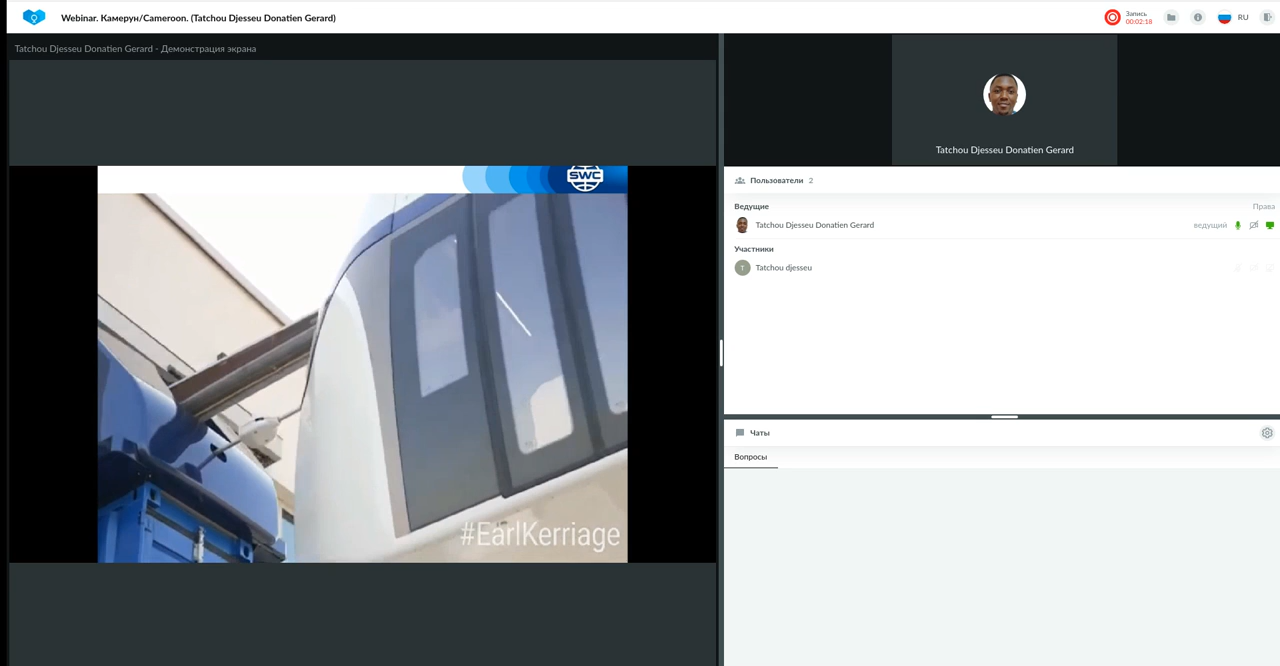 Webinar. Камерун/Cameroon. (Tatchou Djesseu Donatien Gerard)
Запись
00:02:18
RU
Tatchou Djesseu Donatien Gerard - Демонстрация экрана
SWC
#EarlKerriage
Tatchou Djesseu Donatien Gerard
Пользователи 2
Ведущие Права
Tatchou Djesseu Donatien Gerard ведущий
Участники
T Tatchou djesseu
Чаты
Вопросы